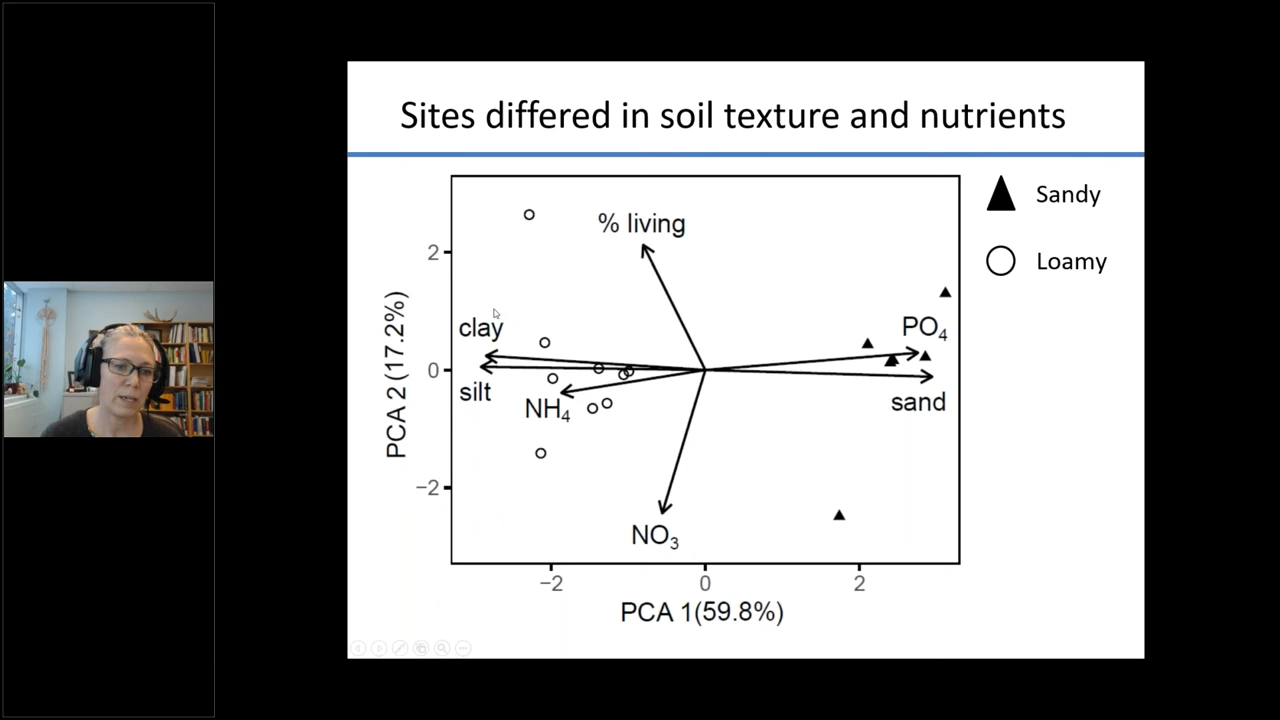 Sites differed in soil texture and nutrients
Sandy
Loamy
% living
clay
silt
NH₄
PO₄
sand
NO₃
2
0
−2
−2
0
2
PCA 2 (17.2%)
PCA 1(59.8%)